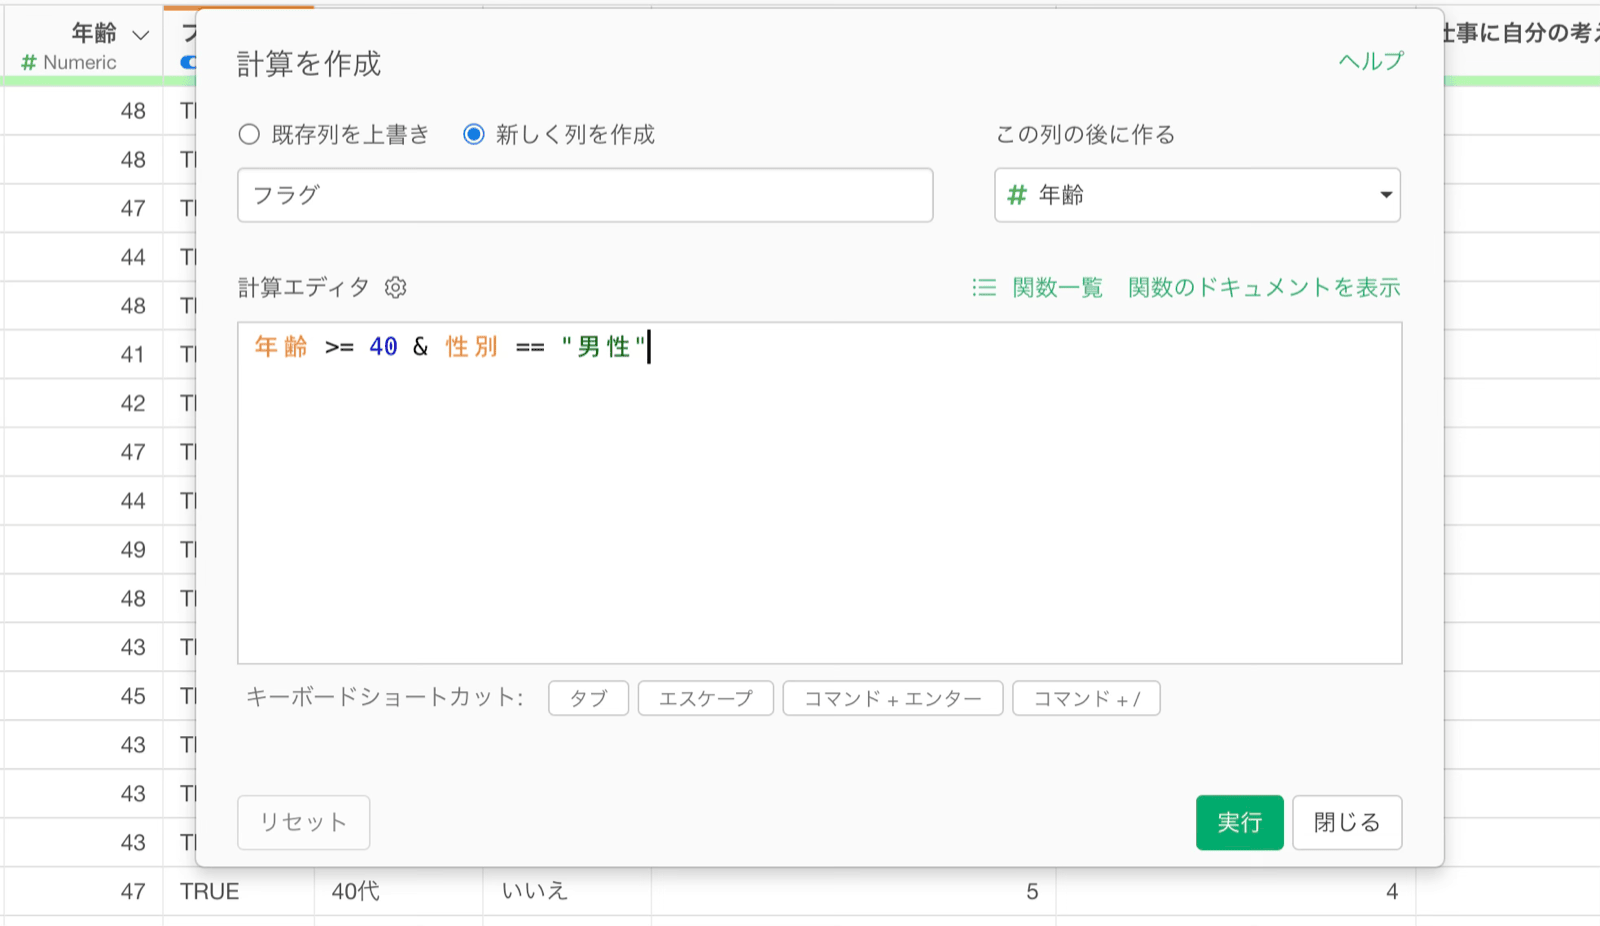 年齢
# Numeric
仕事に自分の考え
計算を作成
ヘルプ
既存列を上書き
新しく列を作成
この列の後に作る
フラグ
# 年齢
計算エディタ
関数一覧
関数のドキュメントを表示
年齢 >= 40 & 性別 == "男性"
キーボードショートカット:
タブ
エスケープ
コマンド + エンター
コマンド + /
リセット
実行
閉じる
48
48
47
44
48
41
42
47
44
49
48
43
45
43
43
43
47 TRUE 40代 いいえ 5 4